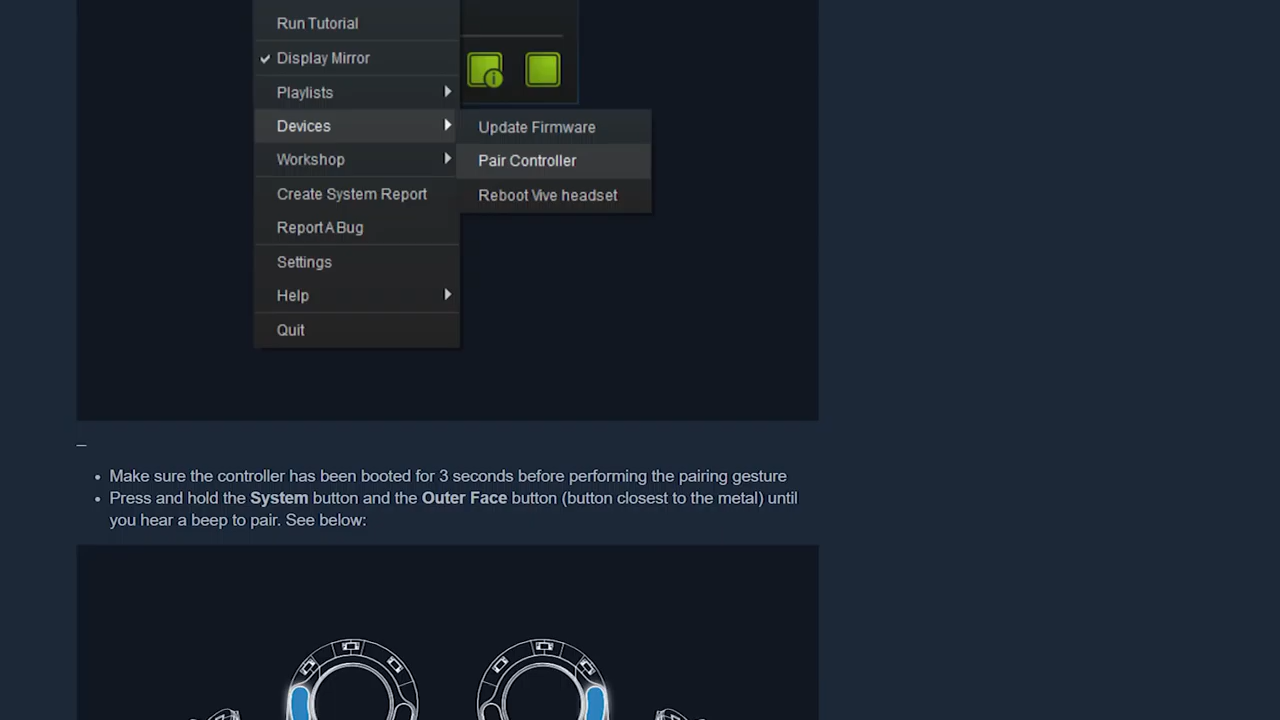 Run Tutorial
Display Mirror
Playlists
Devices
Update Firmware
Workshop
Pair Controller
Reboot Vive headset
Create System Report
Report A Bug
Settings
Help
Quit
–
• Make sure the controller has been booted for 3 seconds before performing the pairing gesture
• Press and hold the System button and the Outer Face button (button closest to the metal) until
you hear a beep to pair. See below: